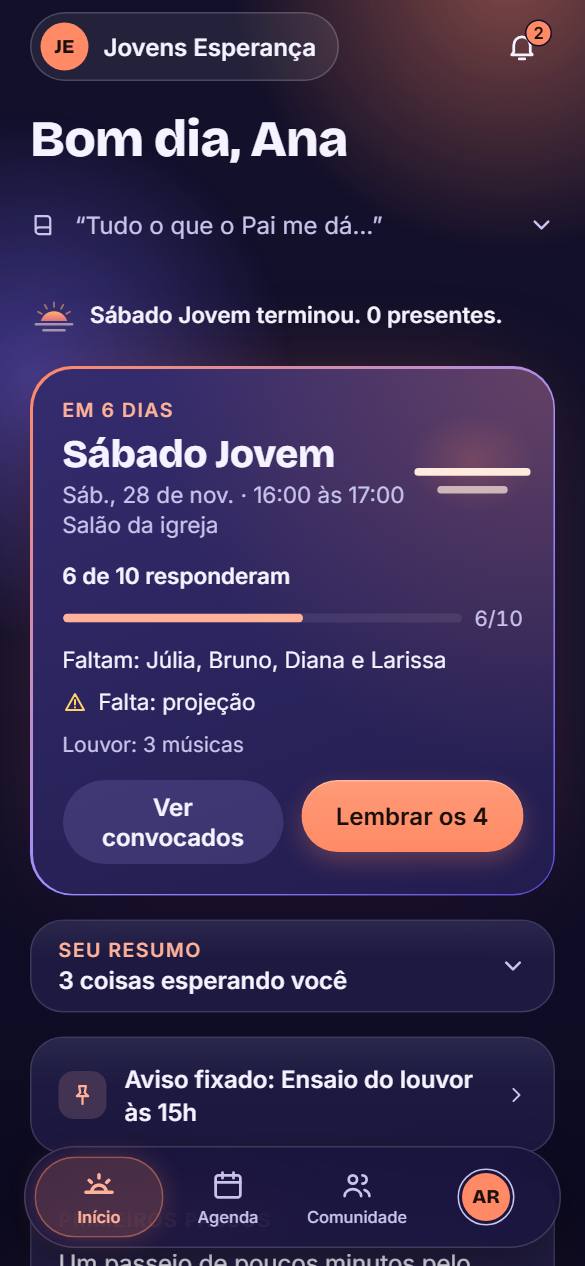 JE
Jovens Esperança
2
Bom dia, Ana
“Tudo o que o Pai me dá...”
Sábado Jovem terminou. 0 presentes.
EM 6 DIAS
Sábado Jovem
Sáb., 28 de nov. · 16:00 às 17:00
Salão da igreja
6 de 10 responderam
6/10
Faltam: Júlia, Bruno, Diana e Larissa
Falta: projeção
Louvor: 3 músicas
Ver
convocados
Lembrar os 4
SEU RESUMO
3 coisas esperando você
Aviso fixado: Ensaio do louvor
às 15h
Início
Agenda
Comunidade
AR
Um passeio de poucos minutos pelo